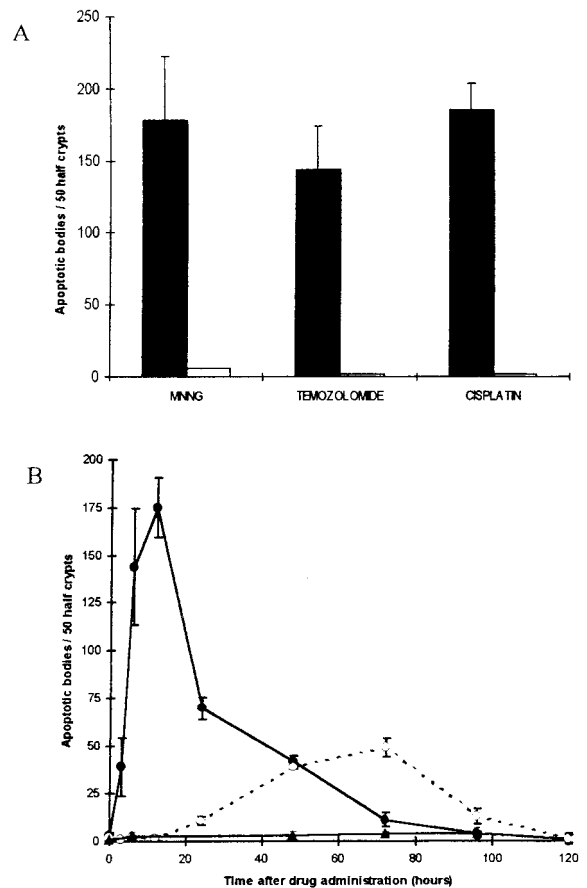 A
250
200
150
100
50
0
Apoptotic bodies / 50 half crypts
MNNG TEMOZOLOMIDE CISPLATIN
B
200
175
150
125
100
75
50
25
0
Apoptotic bodies / 50 half crypts
0 20 40 60 80 100 120
Time after drug administration (hours)